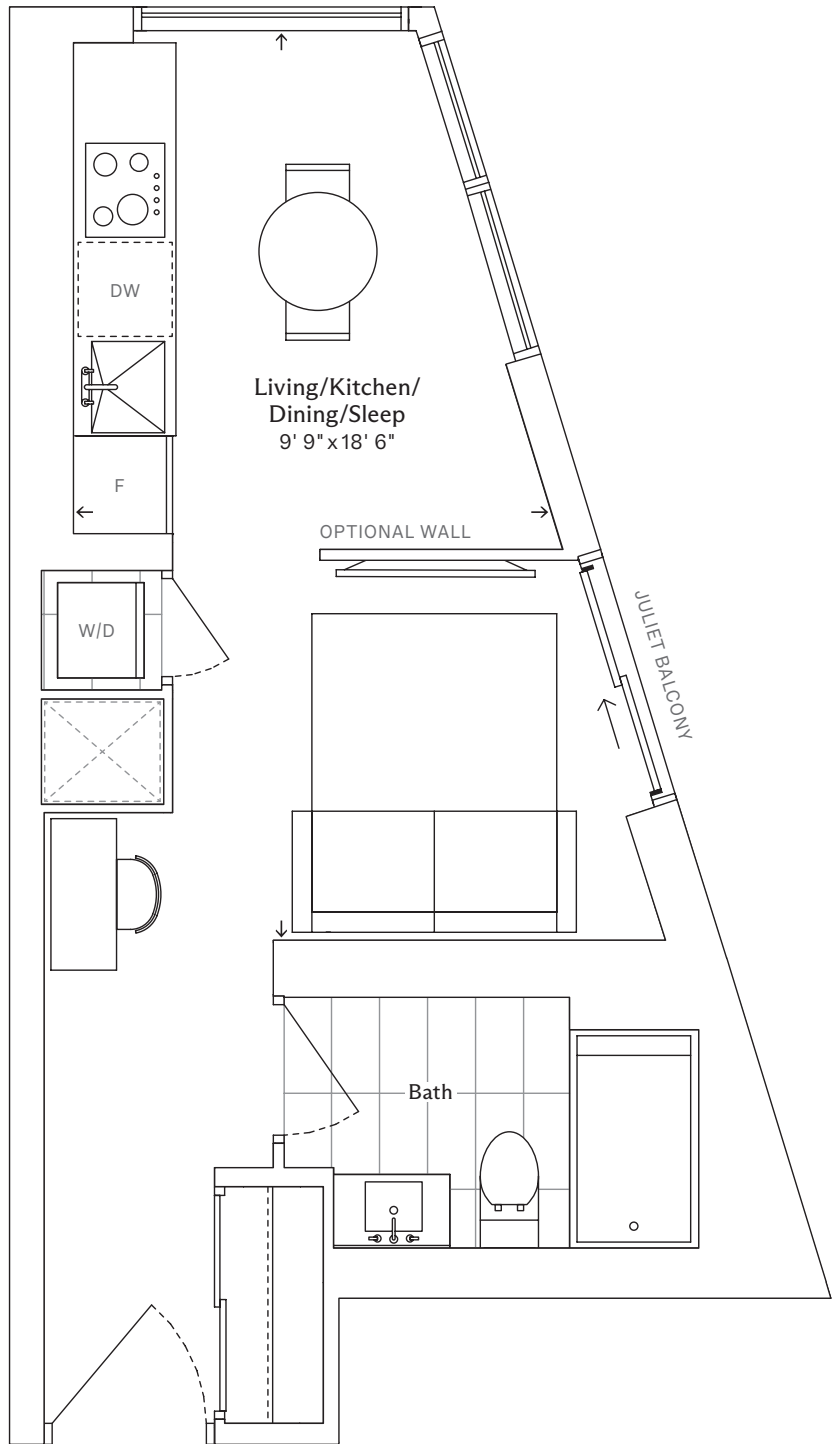 DW
Living/Kitchen/
Dining/Sleep
9' 9" x 18' 6"
F
OPTIONAL WALL
W/D
JULIET BALCONY
Bath